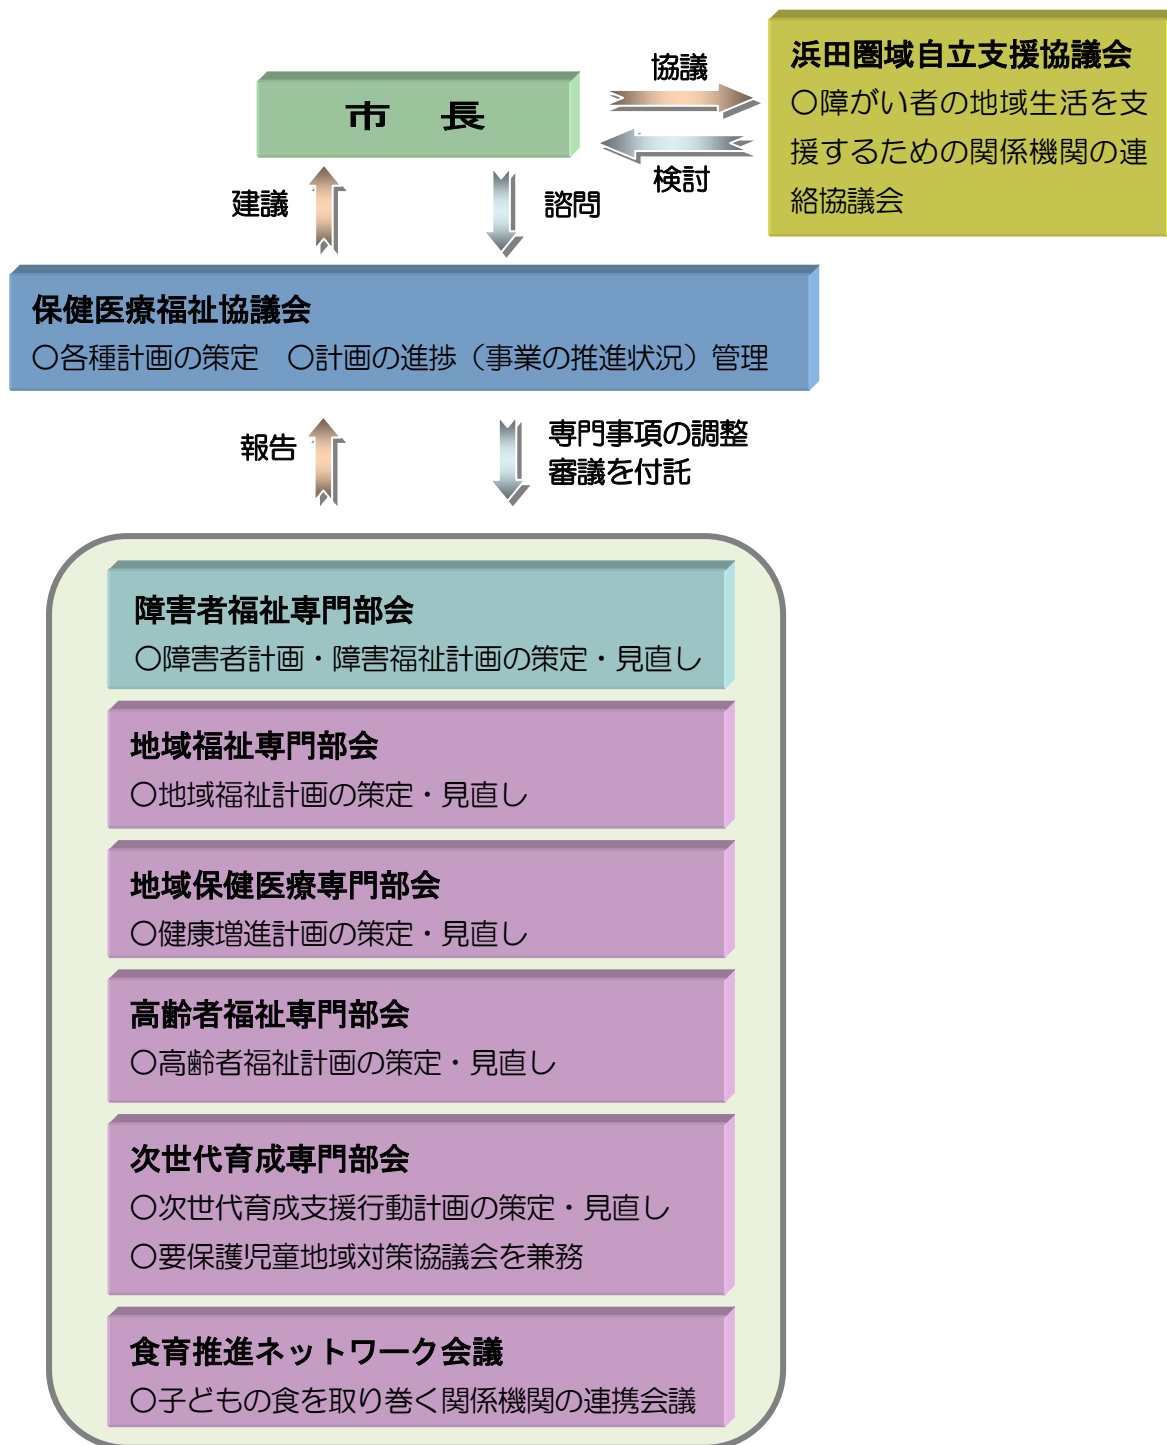 市　長
協議
検討
浜田圏域自立支援協議会
○障がい者の地域生活を支
援するための関係機関の連
絡協議会
建議
諮問
保健医療福祉協議会
○各種計画の策定　○計画の進捗（事業の推進状況）管理
報告
専門事項の調整
審議を付託
障害者福祉専門部会
○障害者計画・障害福祉計画の策定・見直し
地域福祉専門部会
○地域福祉計画の策定・見直し
地域保健医療専門部会
○健康増進計画の策定・見直し
高齢者福祉専門部会
○高齢者福祉計画の策定・見直し
次世代育成専門部会
○次世代育成支援行動計画の策定・見直し
○要保護児童地域対策協議会を兼務
食育推進ネットワーク会議
○子どもの食を取り巻く関係機関の連携会議